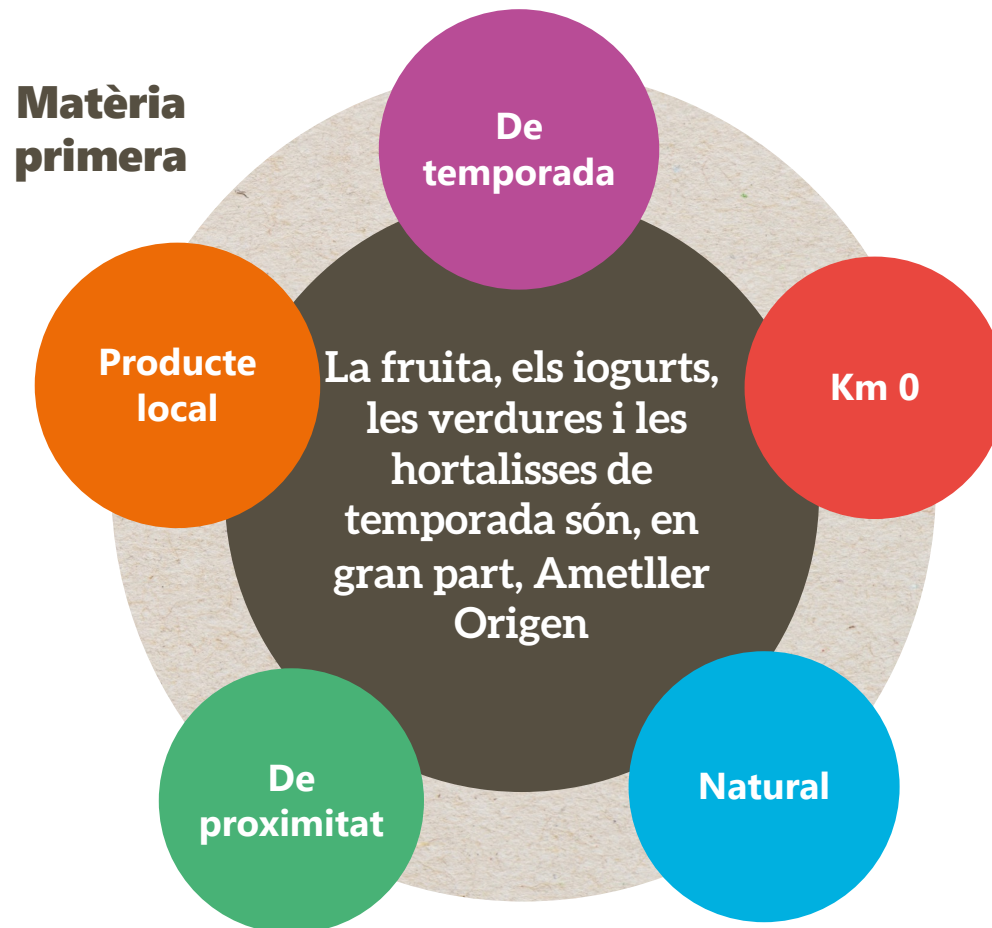 Matèria
primera
De
temporada
Producte
local
Km 0
La fruita, els iogurts,
les verdures i les
hortalisses de
temporada són, en
gran part, Ametller
Origen
De
proximitat
Natural